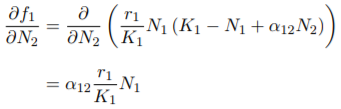 ∂f₁/∂N₂ = ∂/∂N₂ ( r₁/K₁ N₁ (K₁ − N₁ + α₁₂N₂) )
= α₁₂ r₁/K₁ N₁